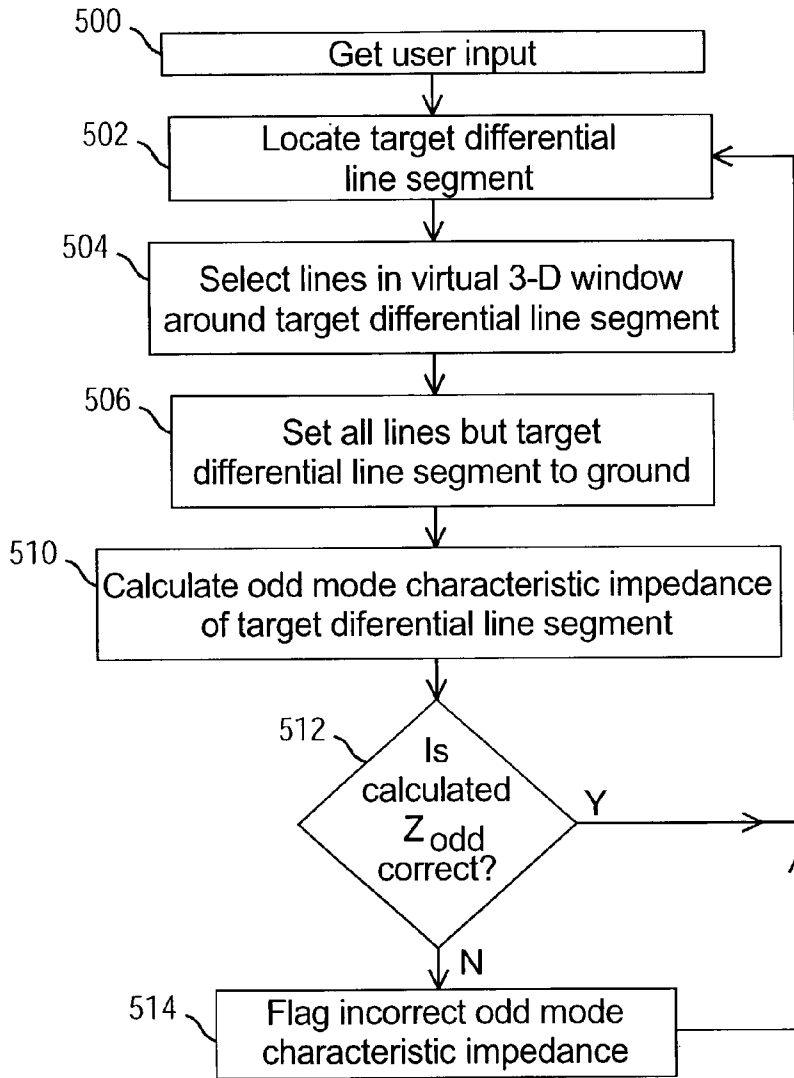 500
Get user input
502
Locate target differential
line segment
504
Select lines in virtual 3-D window
around target differential line segment
506
Set all lines but target
differential line segment to ground
510
Calculate odd mode characteristic impedance
of target diferential line segment
512
Is
calculated
Z odd
correct?
Y
N
514
Flag incorrect odd mode
characteristic impedance